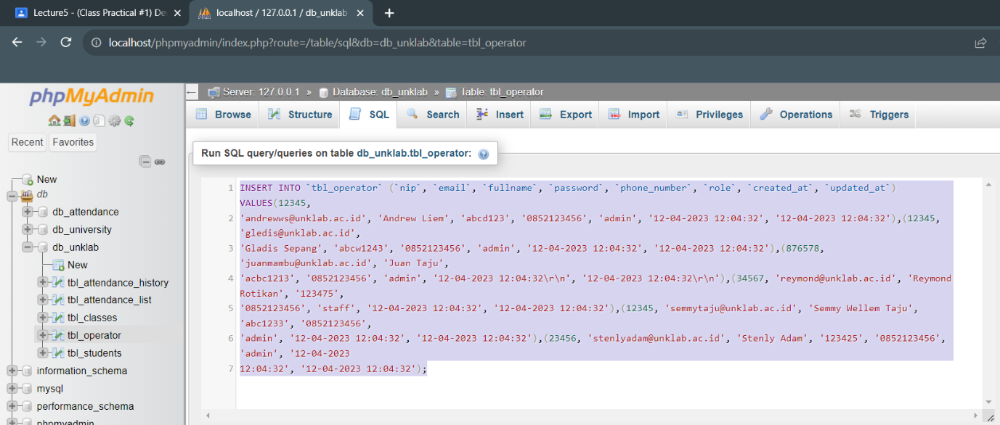 Lecture5 - (Class Practical #1) De
localhost / 127.0.0.1 / db_unklab
localhost/phpmyadmin/index.php?route=/table/sql&db=db_unklab&table=tbl_operator
phpMyAdmin
Recent Favorites
New
db
db_attendance
db_university
db_unklab
New
tbl_attendance_history
tbl_attendance_list
tbl_classes
tbl_operator
tbl_students
information_schema
mysql
performance_schema
phpmyadmin
Server: 127.0.0.1 » Database: db_unklab » Table: tbl_operator
Browse Structure SQL Search Insert Export Import Privileges Operations Triggers
Run SQL query/queries on table db_unklab.tbl_operator:
1 INSERT INTO `tbl_operator` (`nip`, `email`, `fullname`, `password`, `phone_number`, `role`, `created_at`, `updated_at`)
VALUES(12345,
2 'andrewws@unklab.ac.id', 'Andrew Liem', 'abcd123', '0852123456', 'admin', '12-04-2023 12:04:32', '12-04-2023 12:04:32'),(12345,
'gledis@unklab.ac.id',
3 'Gladis Sepang', 'abcw1243', '0852123456', 'admin', '12-04-2023 12:04:32', '12-04-2023 12:04:32'),(876578,
'juanmambu@unklab.ac.id', 'Juan Taju',
4 'acbc1213', '0852123456', 'admin', '12-04-2023 12:04:32\r\n', '12-04-2023 12:04:32\r\n'),(34567, 'reymond@unklab.ac.id', 'Reymond
Rotikan', '123475',
5 '0852123456', 'staff', '12-04-2023 12:04:32', '12-04-2023 12:04:32'),(12345, 'semmytaju@unklab.ac.id', 'Semmy Wellem Taju',
'abc1233', '0852123456',
6 'admin', '12-04-2023 12:04:32', '12-04-2023 12:04:32'),(23456, 'stenlyadam@unklab.ac.id', 'Stenly Adam', '123425', '0852123456',
'admin', '12-04-2023
7 12:04:32', '12-04-2023 12:04:32');